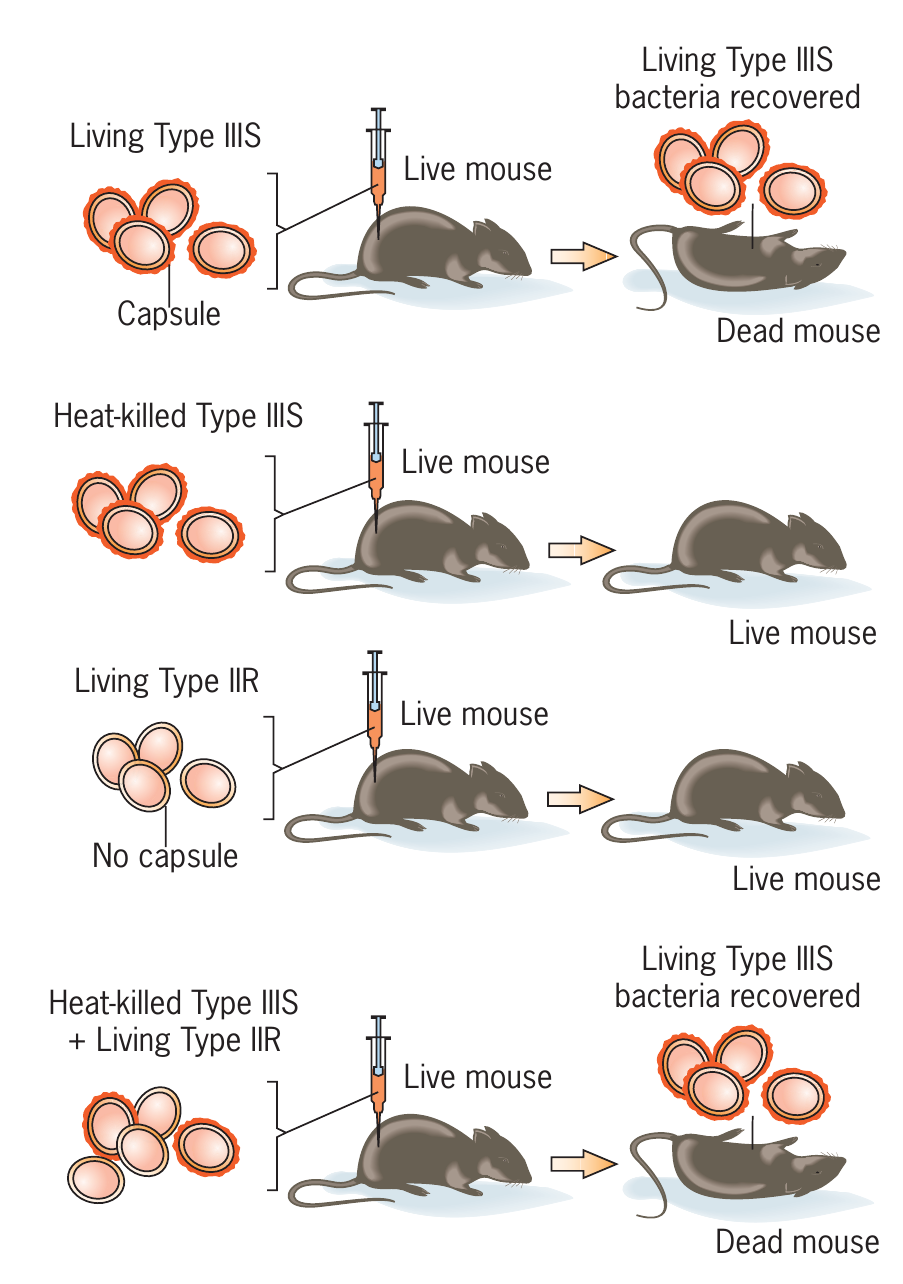 Living Type IIIS
Capsule
Live mouse
Living Type IIIS
bacteria recovered
Dead mouse
Heat-killed Type IIIS
Live mouse
Live mouse
Living Type IIR
No capsule
Live mouse
Live mouse
Heat-killed Type IIIS
+ Living Type IIR
Live mouse
Living Type IIIS
bacteria recovered
Dead mouse